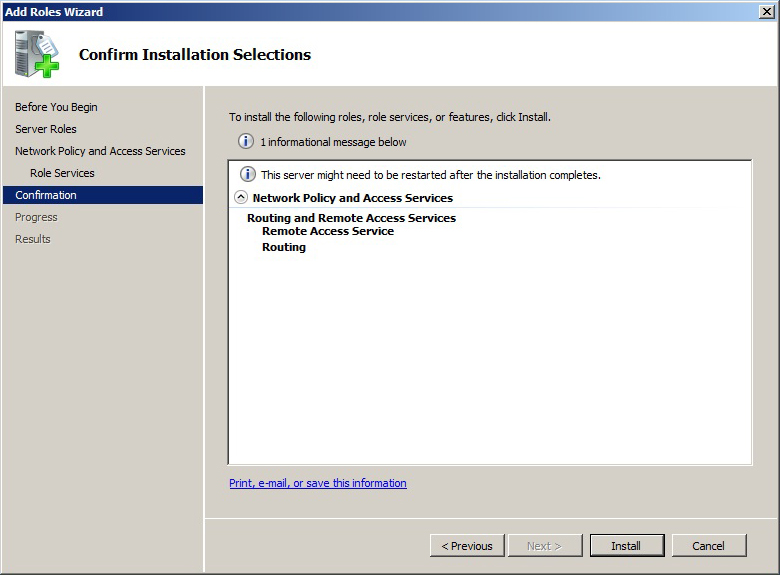 Add Roles Wizard
Confirm Installation Selections
Before You Begin
Server Roles
Network Policy and Access Services
Role Services
Confirmation
Progress
Results
To install the following roles, role services, or features, click Install.
1 informational message below
This server might need to be restarted after the installation completes.
Network Policy and Access Services
Routing and Remote Access Services
Remote Access Service
Routing
Print, e-mail, or save this information
< Previous
Next >
Install
Cancel